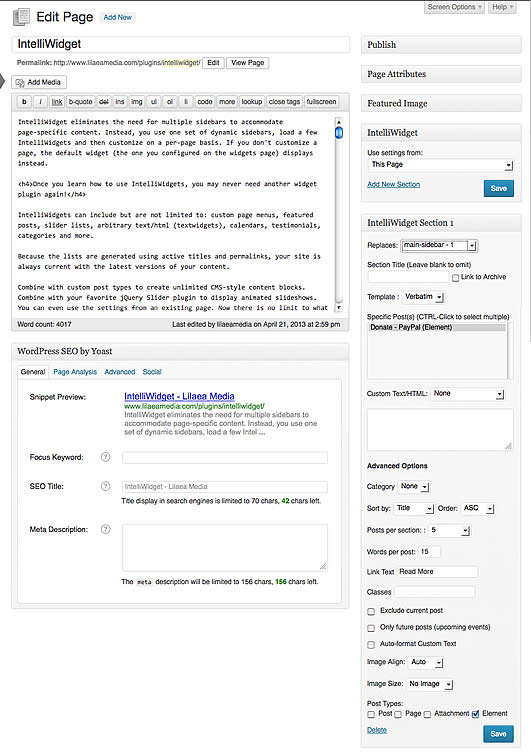 Screen Options Help
Edit Page Add New
IntelliWidget
Permalink: http://www.lilaeamedia.com/plugins/intelliwidget/ Edit View Page
Add Media
b i link b-quote del ins img ul ol li code more lookup close tags fullscreen
IntelliWidget eliminates the need for multiple sidebars to accommodate
page-specific content. Instead, you use one set of dynamic sidebars, load a few
IntelliWidgets and then customize on a per-page basis. If you don't customize a
page, the default widget (the one you configured on the widgets page) displays
instead.
<h4>Once you learn how to use IntelliWidgets, you may never need another widget
plugin again!</h4>
IntelliWidgets can include but are not limited to: custom page menus, featured
posts, slider lists, arbitrary text/html (textwidgets), calendars, testimonials,
categories and more.
Because the lists are generated using active titles and permalinks, your site is
always current with the latest versions of your content.
Combine with custom post types to create unlimited CMS-style content blocks.
Combine with your favorite jQuery Slider plugin to display animated slideshows.
You can even use the settings from an existing page. Now there is no limit to what
Word count: 4017 Last edited by lilaeamedia on April 21, 2013 at 2:59 pm
WordPress SEO by Yoast
General Page Analysis Advanced Social
Snippet Preview:
IntelliWidget - Lilaea Media
www.lilaeamedia.com/plugins/intelliwidget/
IntelliWidget eliminates the need for multiple sidebars to
accommodate page-specific content. Instead, you use one
set of dynamic sidebars, load a few Intel ...
Focus Keyword: ?
SEO Title: ? IntelliWidget - Lilaea Media
Title display in search engines is limited to 70 chars, 42 chars left.
Meta Description: ?
The meta description will be limited to 156 chars, 156 chars left.
Publish
Page Attributes
Featured Image
IntelliWidget
Use settings from:
This Page
Add New Section Save
IntelliWidget Section 1
Replaces: main-sidebar - 1
Section Title (Leave blank to omit)
Link to Archive
Template : Verbatim
Specific Post(s) (CTRL-Click to select multiple)
Donate - PayPal (Element)
Custom Text/HTML: None
Advanced Options
Category None
Sort by: Title Order: ASC
Posts per section: : 5
Words per post: 15
Link Text Read More
Classes
Exclude current post
Only future posts (upcoming events)
Auto-format Custom Text
Image Align: Auto
Image Size: No Image
Post Types:
Post Page Attachment Element
Delete Save